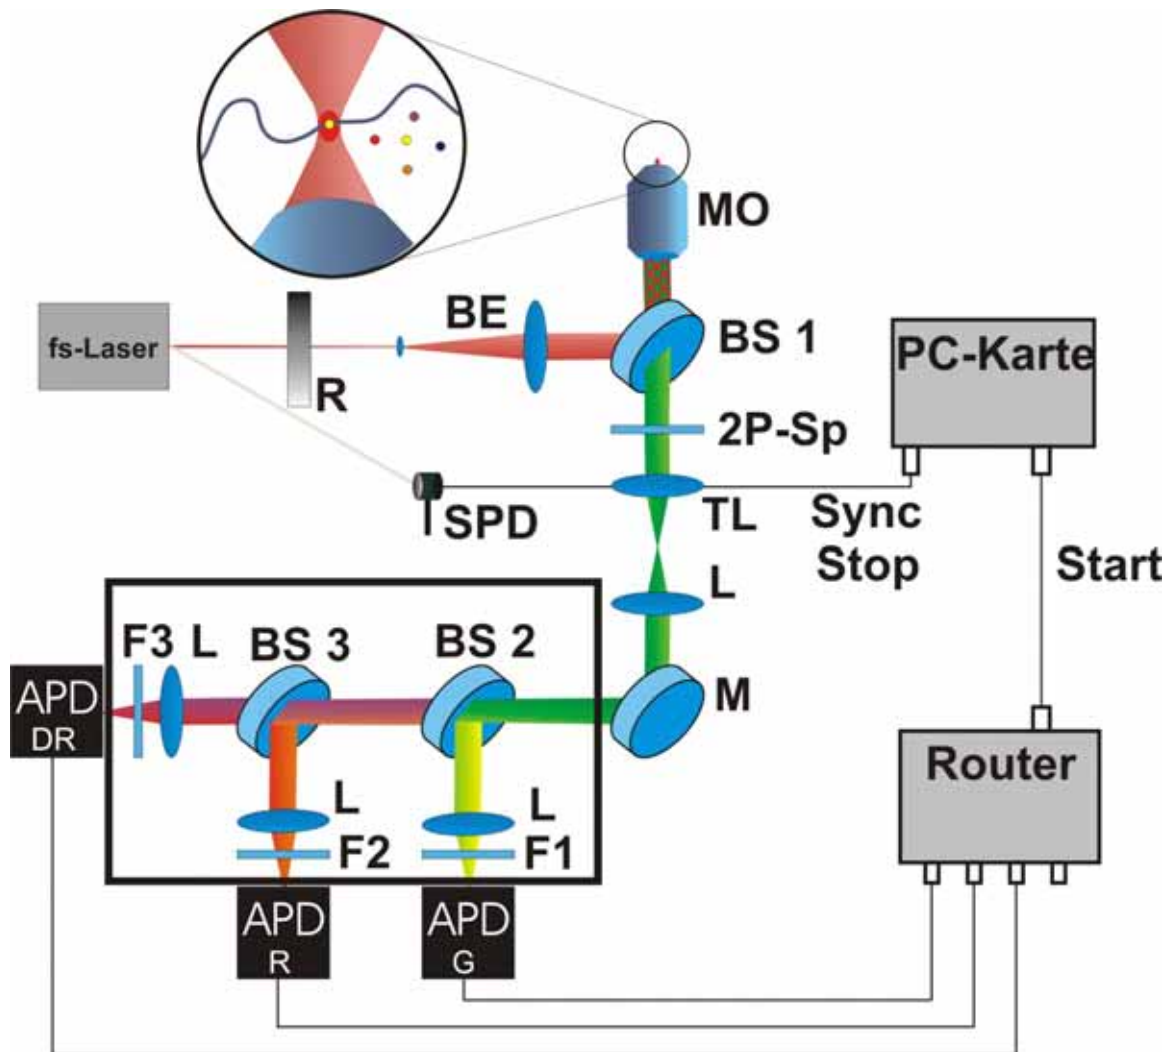 MO
BE
BS 1
fs-Laser
R
PC-Karte
2P-Sp
SPD
TL
Sync
Stop
L
Start
F3 L
BS 3
BS 2
M
APD
DR
Router
L
L
F2
F1
APD
R
APD
G